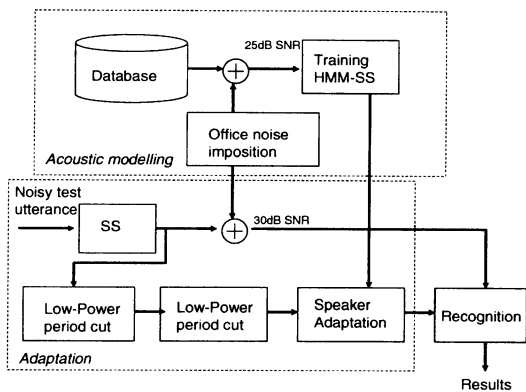 25dB SNR
Database
+
Training
HMM-SS
Office noise
imposition
Acoustic modelling
Noisy test
utterance
SS
+
30dB SNR
Low-Power
period cut
Low-Power
period cut
Speaker
Adaptation
Recognition
Adaptation
Results